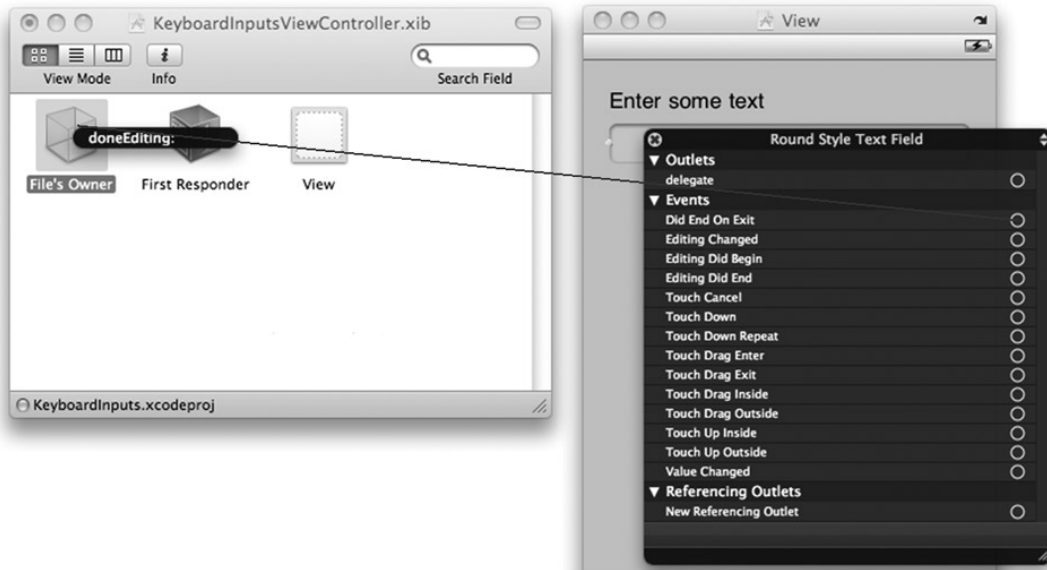 KeyboardInputsViewController.xib
View Mode
Info
Search Field
doneEditing:
File's Owner
First Responder
View
KeyboardInputs.xcodeproj
View
Enter some text
Round Style Text Field
Outlets
delegate
Events
Did End On Exit
Editing Changed
Editing Did Begin
Editing Did End
Touch Cancel
Touch Down
Touch Down Repeat
Touch Drag Enter
Touch Drag Exit
Touch Drag Inside
Touch Drag Outside
Touch Up Inside
Touch Up Outside
Value Changed
Referencing Outlets
New Referencing Outlet